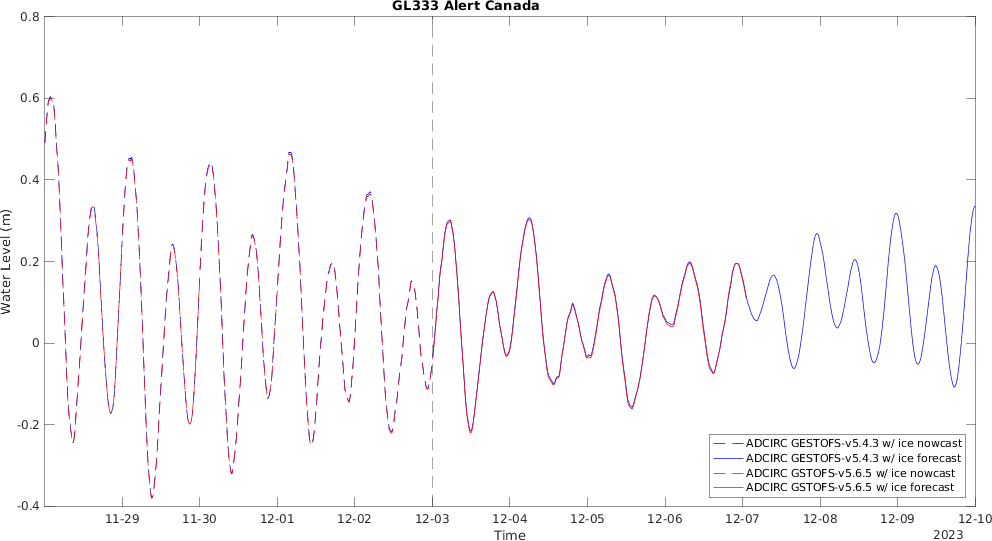 GL333 Alert Canada
0.8
0.6
0.4
0.2
0
-0.2
-0.4
Water Level (m)
ADCIRC GESTOFS-v5.4.3 w/ ice nowcast
ADCIRC GESTOFS-v5.4.3 w/ ice forecast
ADCIRC GSTOFS-v5.6.5 w/ ice nowcast
ADCIRC GSTOFS-v5.6.5 w/ ice forecast
11-29 11-30 12-01 12-02 12-03 12-04 12-05 12-06 12-07 12-08 12-09 12-10
Time
2023